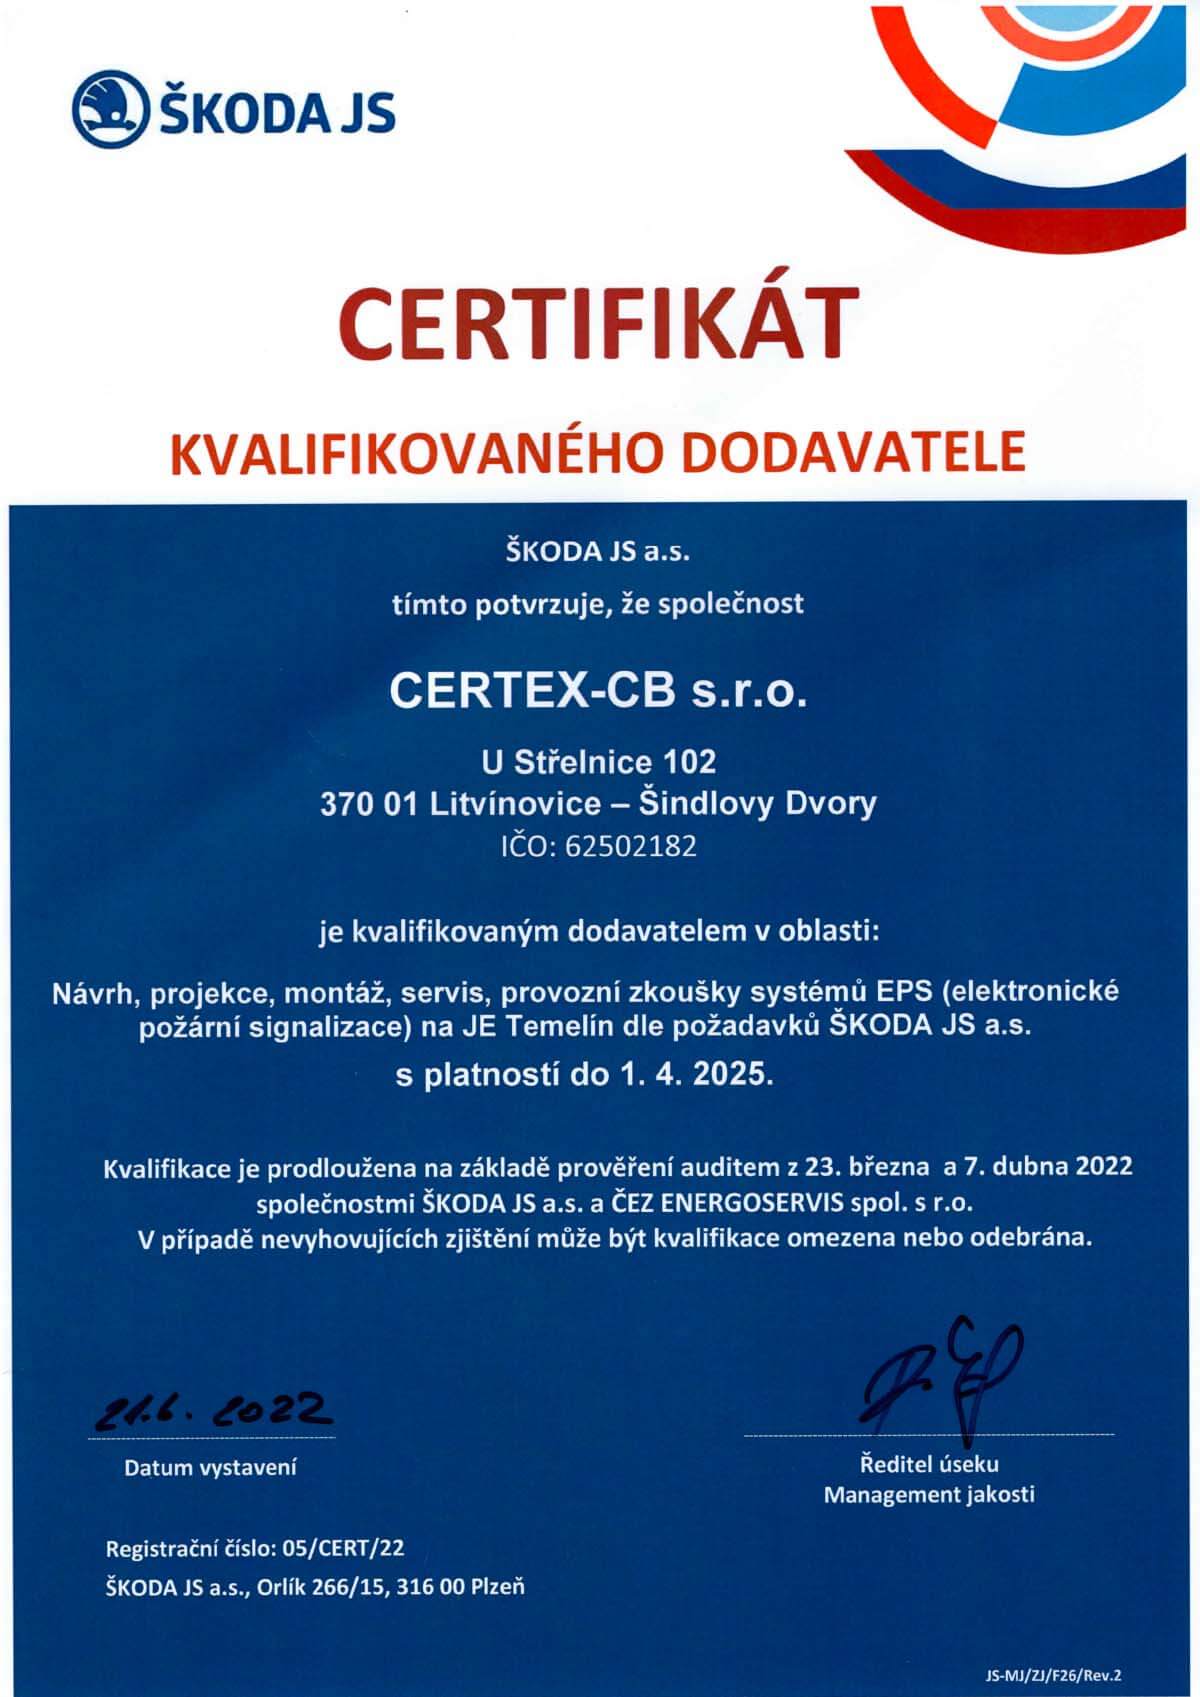 ŠKODA JS
CERTIFIKÁT
KVALIFIKOVANÉHO DODAVATELE
ŠKODA JS a.s.
tímto potvrzuje, že společnost
CERTEX-CB s.r.o.
U Střelnice 102
370 01 Litvínovice – Šindlovy Dvory
IČO: 62502182
je kvalifikovaným dodavatelem v oblasti:
Návrh, projekce, montáž, servis, provozní zkoušky systémů EPS (elektronické
požární signalizace) na JE Temelín dle požadavků ŠKODA JS a.s.
s platností do 1. 4. 2025.
Kvalifikace je prodloužena na základě prověření auditem z 23. března a 7. dubna 2022
společnostmi ŠKODA JS a.s. a ČEZ ENERGOSERVIS spol. s r.o.
V případě nevyhovujících zjištění může být kvalifikace omezena nebo odebrána.
21.6. 2022
Datum vystavení
Ředitel úseku
Management jakosti
Registrační číslo: 05/CERT/22
ŠKODA JS a.s., Orlík 266/15, 316 00 Plzeň
JS-MJ/ZJ/F26/Rev.2